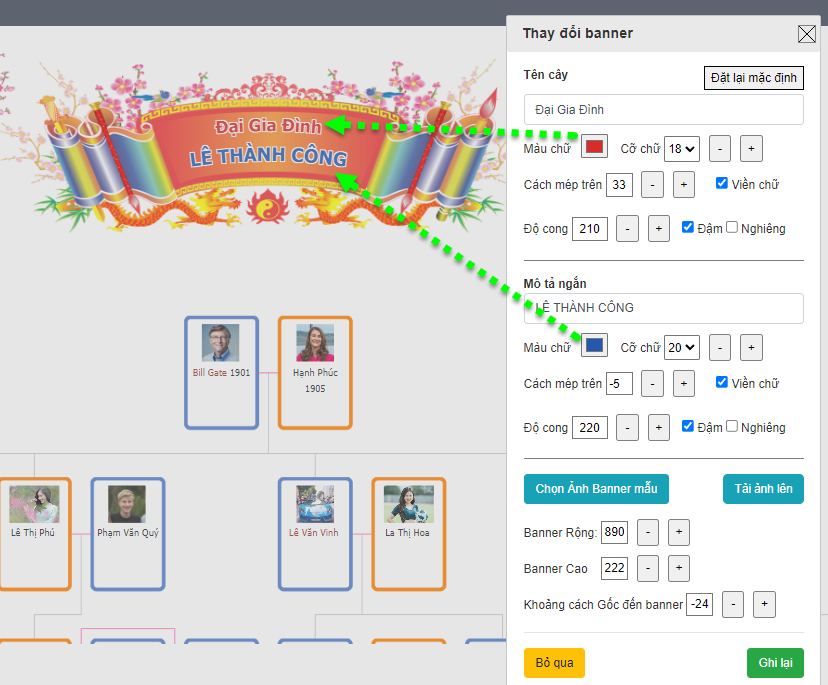 Thay đổi banner
Tên cây
Đặt lại mặc định
Đại Gia Đình
Màu chữ Cỡ chữ 18 - +
Cách mép trên 33 - + Viền chữ
Độ cong 210 - + Đậm Nghiêng
Mô tả ngắn
LÊ THÀNH CÔNG
Màu chữ Cỡ chữ 20 - +
Cách mép trên -5 - + Viền chữ
Độ cong 220 - + Đậm Nghiêng
Chọn Ảnh Banner mẫu Tải ảnh lên
Banner Rộng: 890 - +
Banner Cao 222 - +
Khoảng cách Gốc đến banner -24 - +
Bỏ qua Ghi lại
Đại Gia Đình
LÊ THÀNH CÔNG
Bill Gate 1901
Hạnh Phúc
1905
Lê Thị Phú
Phạm Văn Quý
Lê Văn Vinh
La Thị Hoa